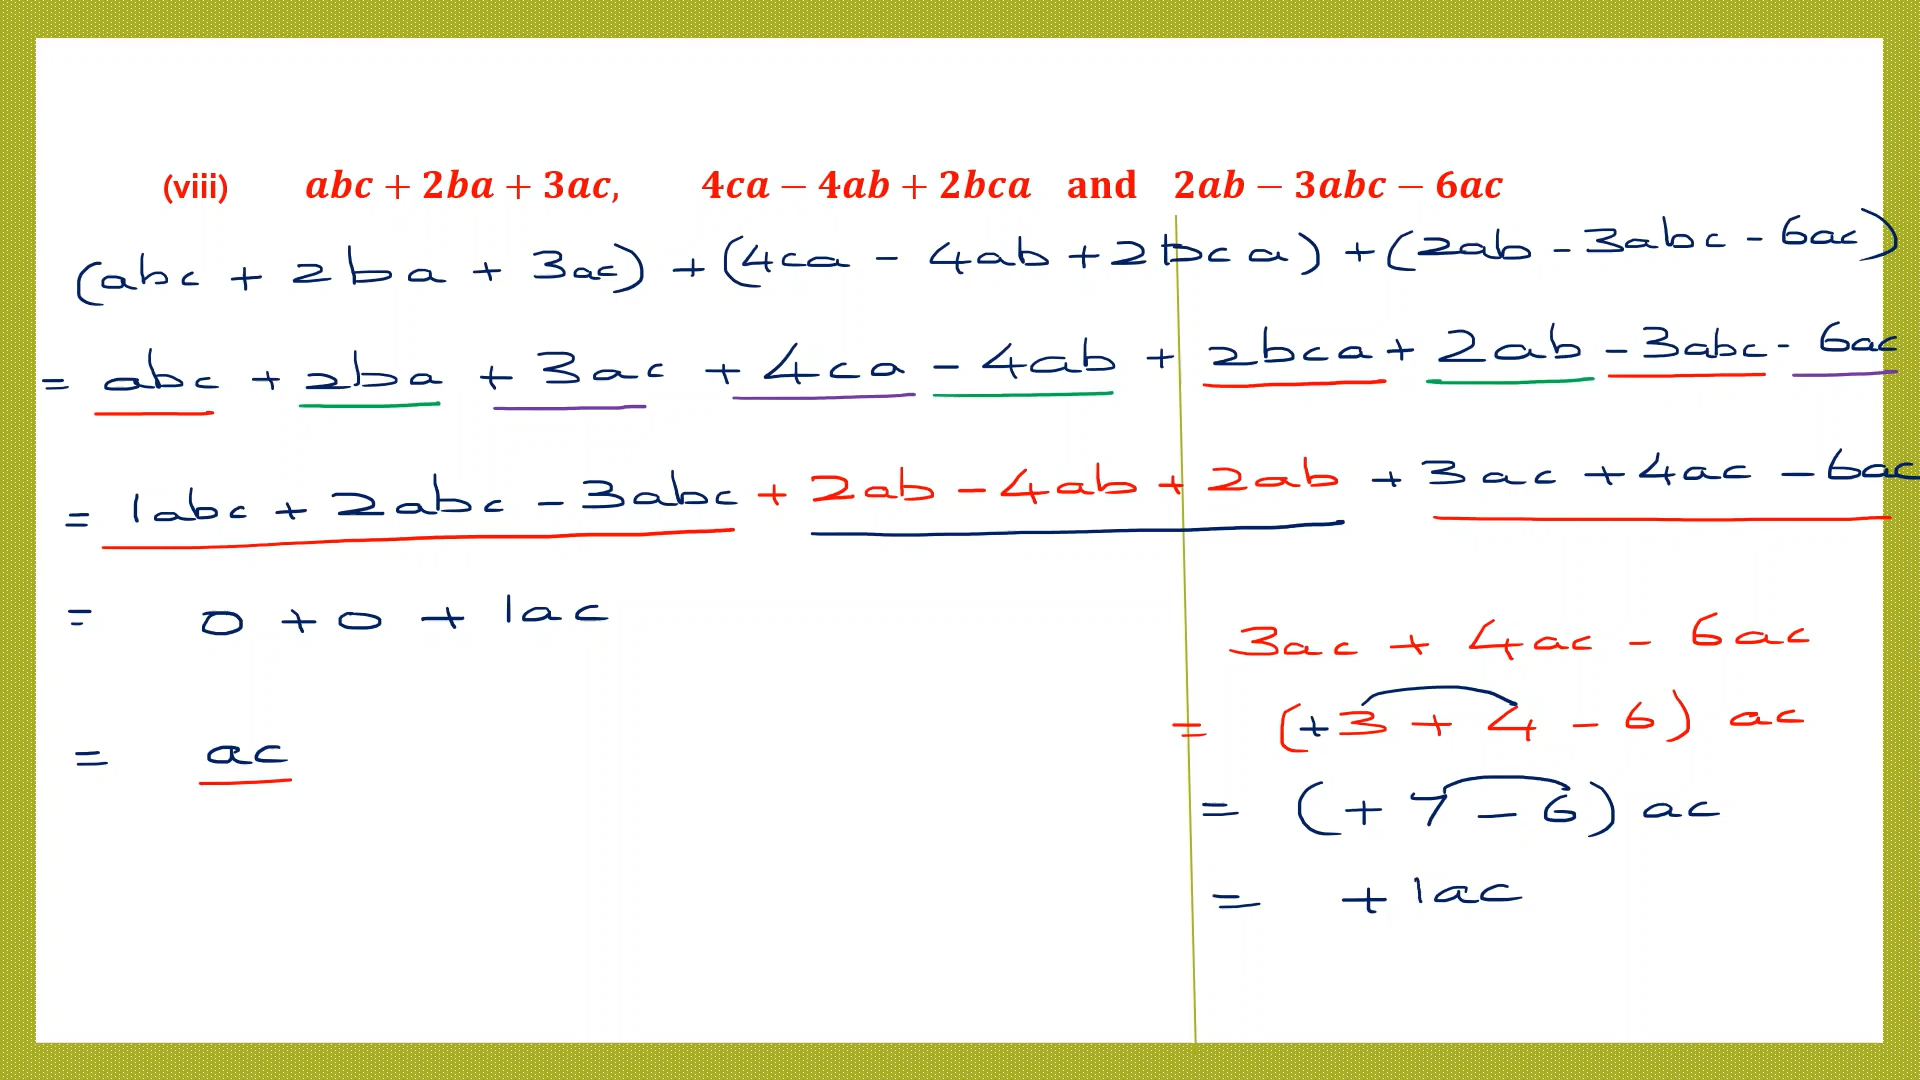 (viii) abc + 2ba + 3ac, 4ca − 4ab + 2bca and 2ab − 3abc − 6ac
(abc + 2ba + 3ac) + (4ca - 4ab + 2bca) + (2ab - 3abc - 6ac)
= abc + 2ba + 3ac + 4ca - 4ab + 2bca + 2ab - 3abc - 6ac
= 1abc + 2abc - 3abc + 2ab - 4ab + 2ab + 3ac + 4ac - 6ac
= 0 + 0 + 1ac
= ac
3ac + 4ac - 6ac
= (+3 + 4 - 6) ac
= (+7 - 6) ac
= +1ac